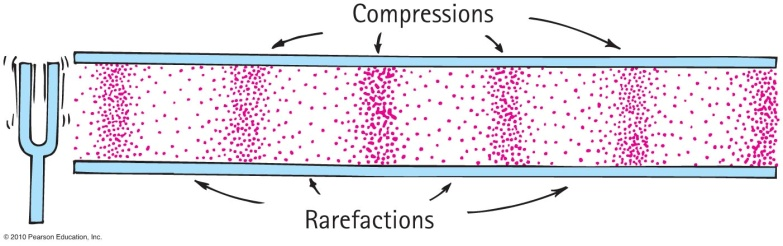 Compressions
Rarefactions
© 2010 Pearson Education, Inc.